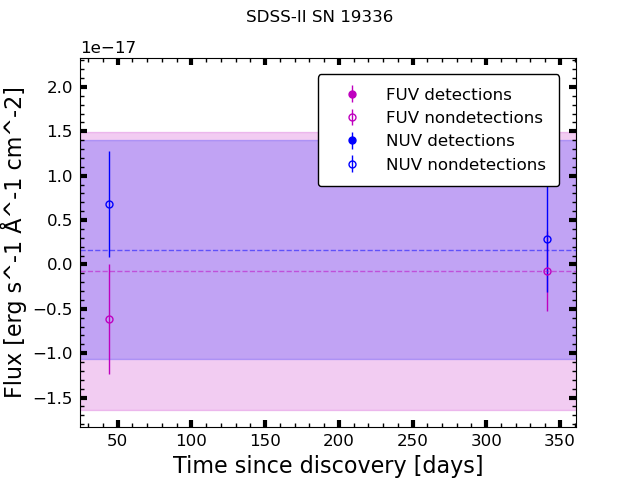 SDSS-II SN 19336
1e−17
2.0
1.5
1.0
0.5
0.0
−0.5
−1.0
−1.5
Flux [erg s^-1 Å^-1 cm^-2]
FUV detections
FUV nondetections
NUV detections
NUV nondetections
50 100 150 200 250 300 350
Time since discovery [days]